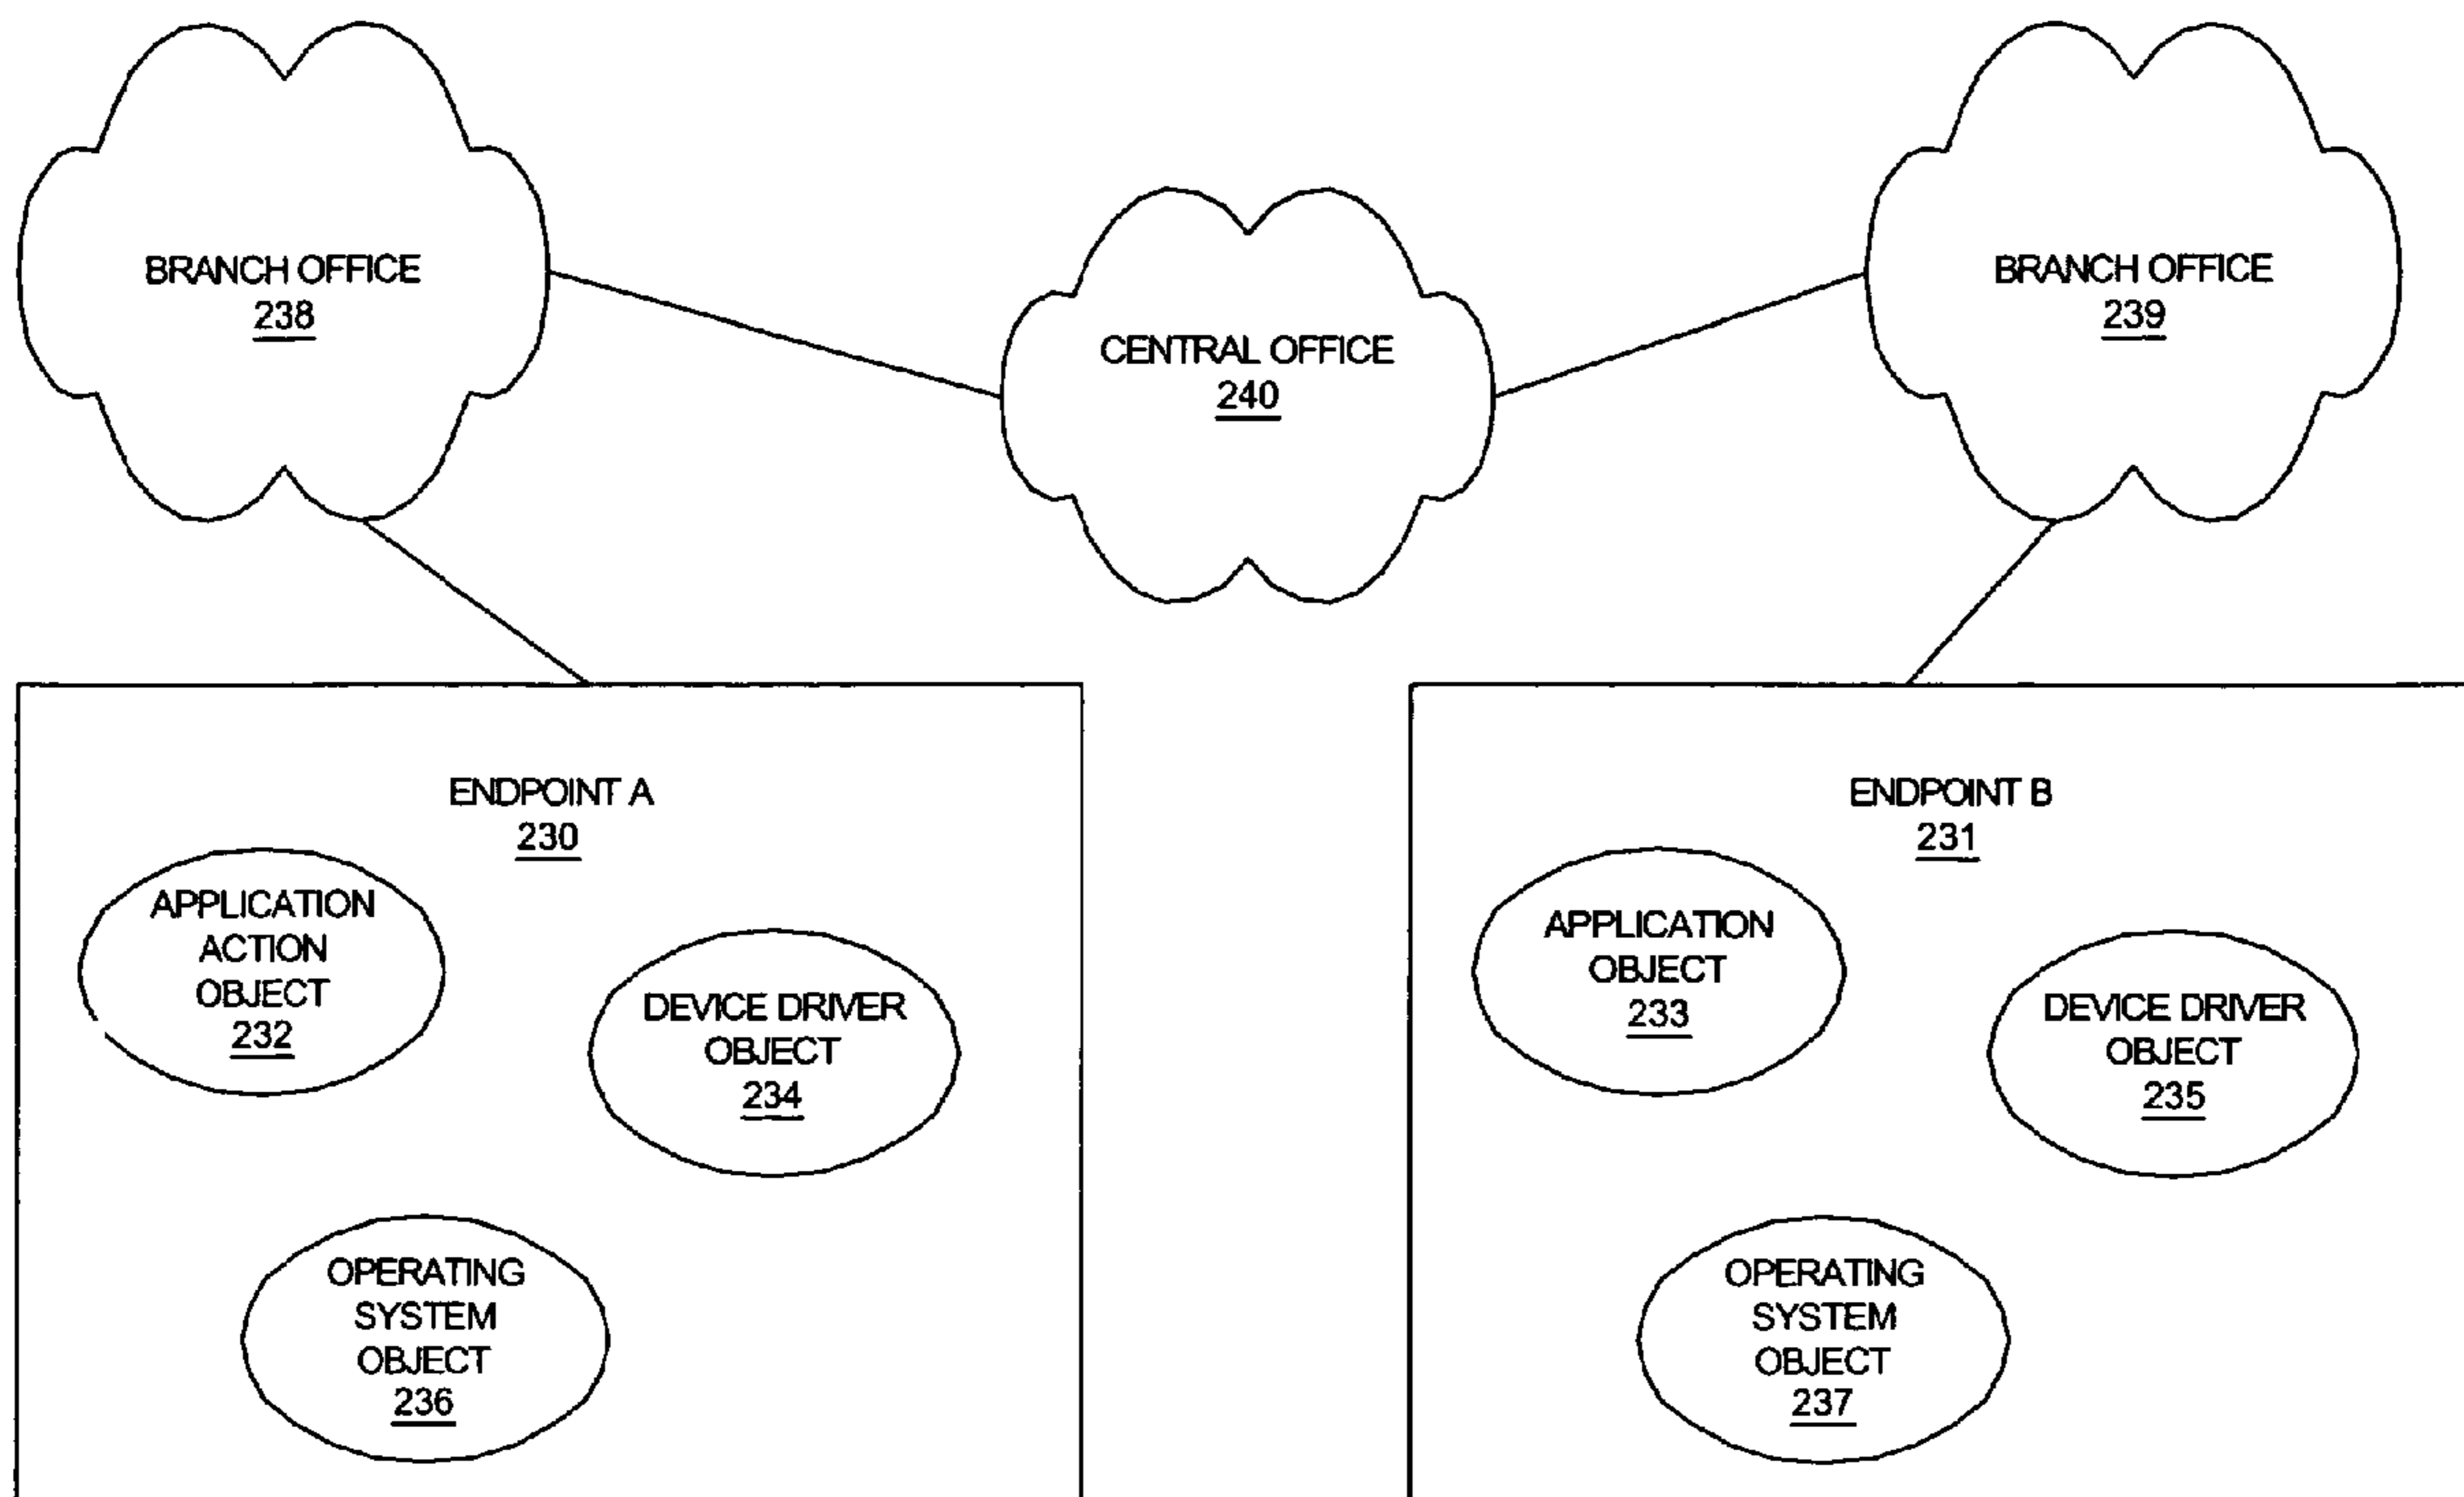 BRANCH OFFICE
238
CENTRAL OFFICE
240
BRANCH OFFICE
239
ENDPOINT A
230
APPLICATION
ACTION
OBJECT
232
DEVICE DRIVER
OBJECT
234
OPERATING
SYSTEM
OBJECT
236
ENDPOINT B
231
APPLICATION
OBJECT
233
DEVICE DRIVER
OBJECT
235
OPERATING
SYSTEM
OBJECT
237